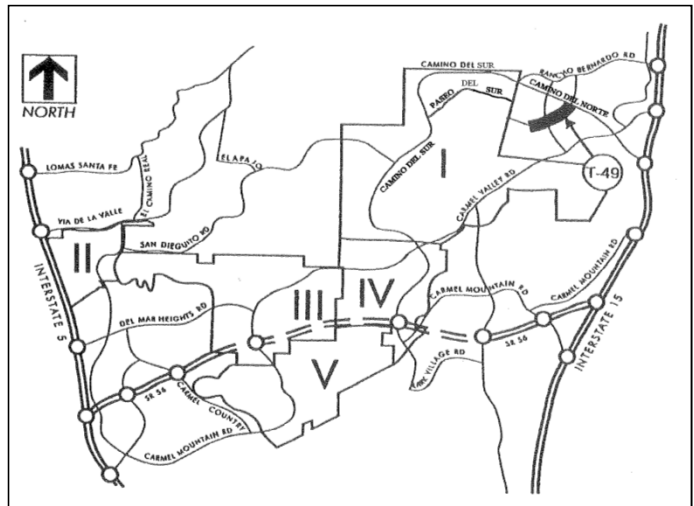 NORTH
CAMINO DEL SUR
RANCHO BERNARDO RD
PASEO DEL SUR
CAMINO DEL NORTE
LOMAS SANTA FE
EL CAMINO REAL
EL APAJO
CAMINO DEL SUR
I
T-49
CARMEL VALLEY RD
VIA DE LA VALLE
SAN DIEGUITO RD
II
INTERSTATE 5
DEL MAR HEIGHTS RD
III
IV
CARMEL MOUNTAIN RD
CARMEL MOUNTAIN RD
INTERSTATE 15
SR 56
V
PARK VILLAGE RD
SR 56
CARMEL COUNTRY
CARMEL MOUNTAIN RD